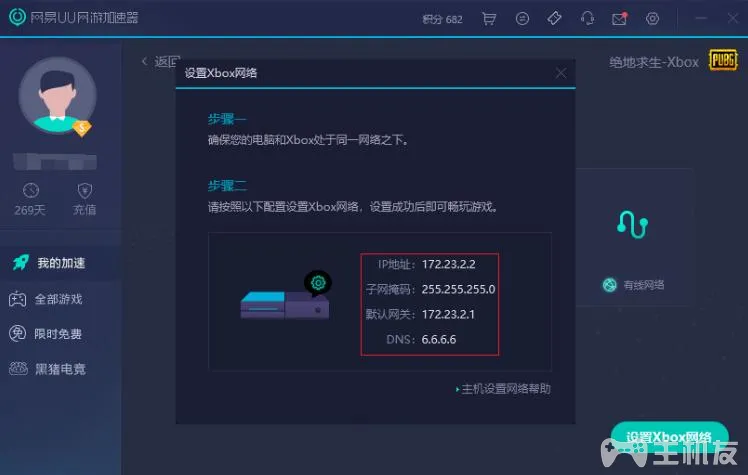 网易UU网游加速器
积分 682
返回
绝地求生-Xbox
PUBG
设置Xbox网络
步骤一
确保您的电脑和Xbox处于同一网络之下。
步骤二
请按照以下配置设置Xbox网络，设置成功后即可畅玩游戏。
IP地址：172.23.2.2
子网掩码：255.255.255.0
默认网关：172.23.2.1
DNS：6.6.6.6
主机设置网络帮助
269天
充值
我的加速
全部游戏
限时免费
黑猪电竞
有线网络
设置Xbox网络
主机友